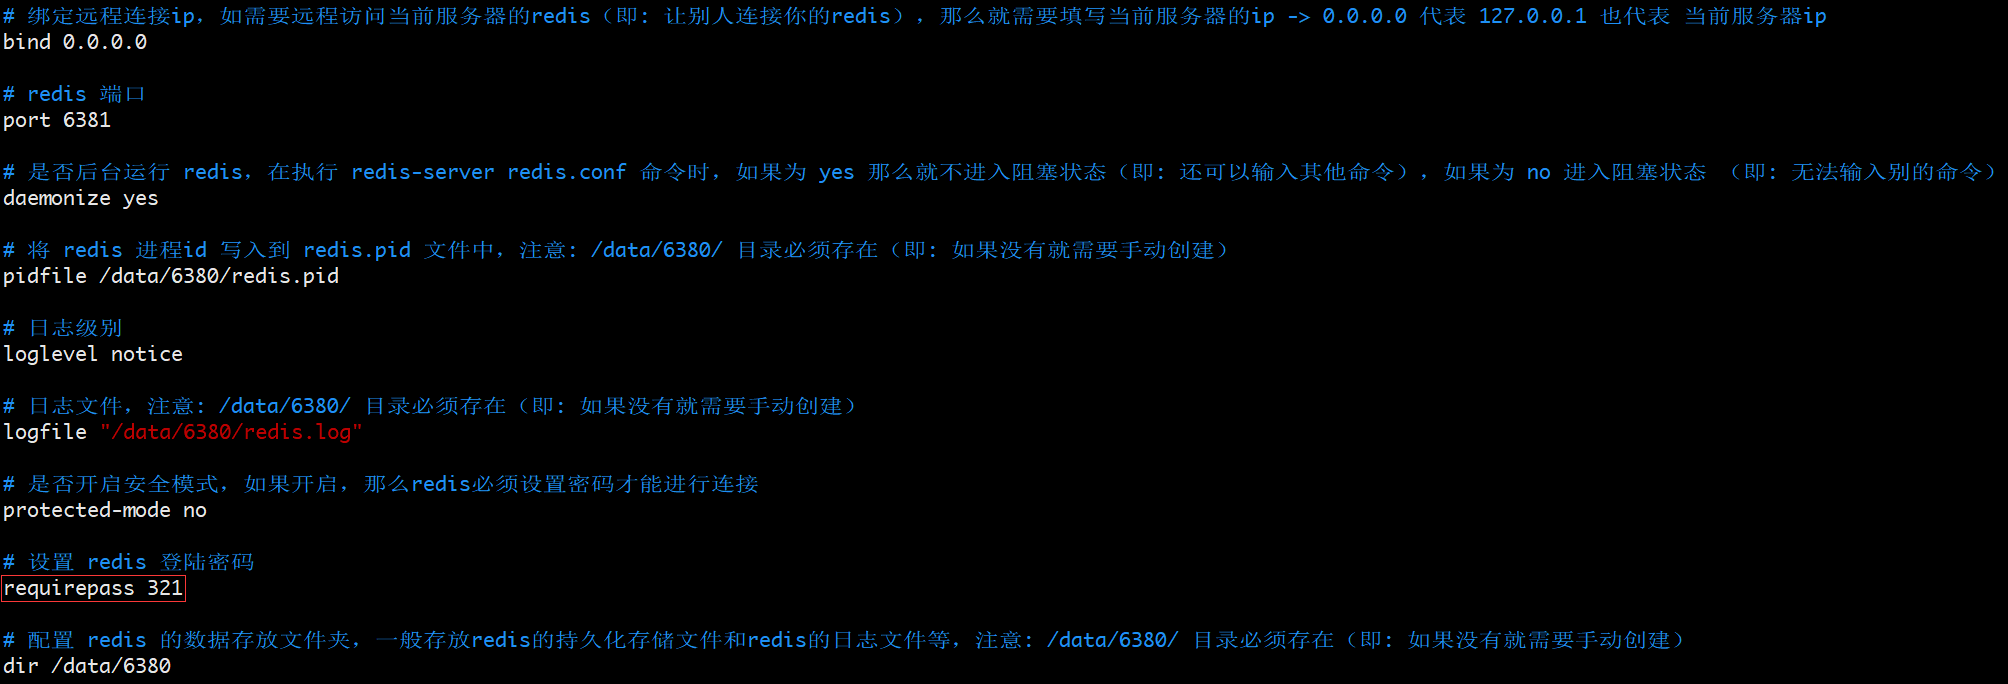 # 绑定远程连接ip，如需要远程访问当前服务器的redis（即: 让别人连接你的redis），那么就需要填写当前服务器的ip -> 0.0.0.0 代表 127.0.0.1 也代表 当前服务器ip
bind 0.0.0.0
# redis 端口
port 6381
# 是否后台运行 redis，在执行 redis-server redis.conf 命令时，如果为 yes 那么就不进入阻塞状态（即: 还可以输入其他命令），如果为 no 进入阻塞状态 （即: 无法输入别的命令）
daemonize yes
# 将 redis 进程id 写入到 redis.pid 文件中，注意: /data/6380/ 目录必须存在（即: 如果没有就需要手动创建）
pidfile /data/6380/redis.pid
# 日志级别
loglevel notice
# 日志文件，注意: /data/6380/ 目录必须存在（即: 如果没有就需要手动创建）
logfile "/data/6380/redis.log"
# 是否开启安全模式，如果开启，那么redis必须设置密码才能进行连接
protected-mode no
# 设置 redis 登陆密码
requirepass 321
# 配置 redis 的数据存放文件夹，一般存放redis的持久化存储文件和redis的日志文件等，注意: /data/6380/ 目录必须存在（即: 如果没有就需要手动创建）
dir /data/6380